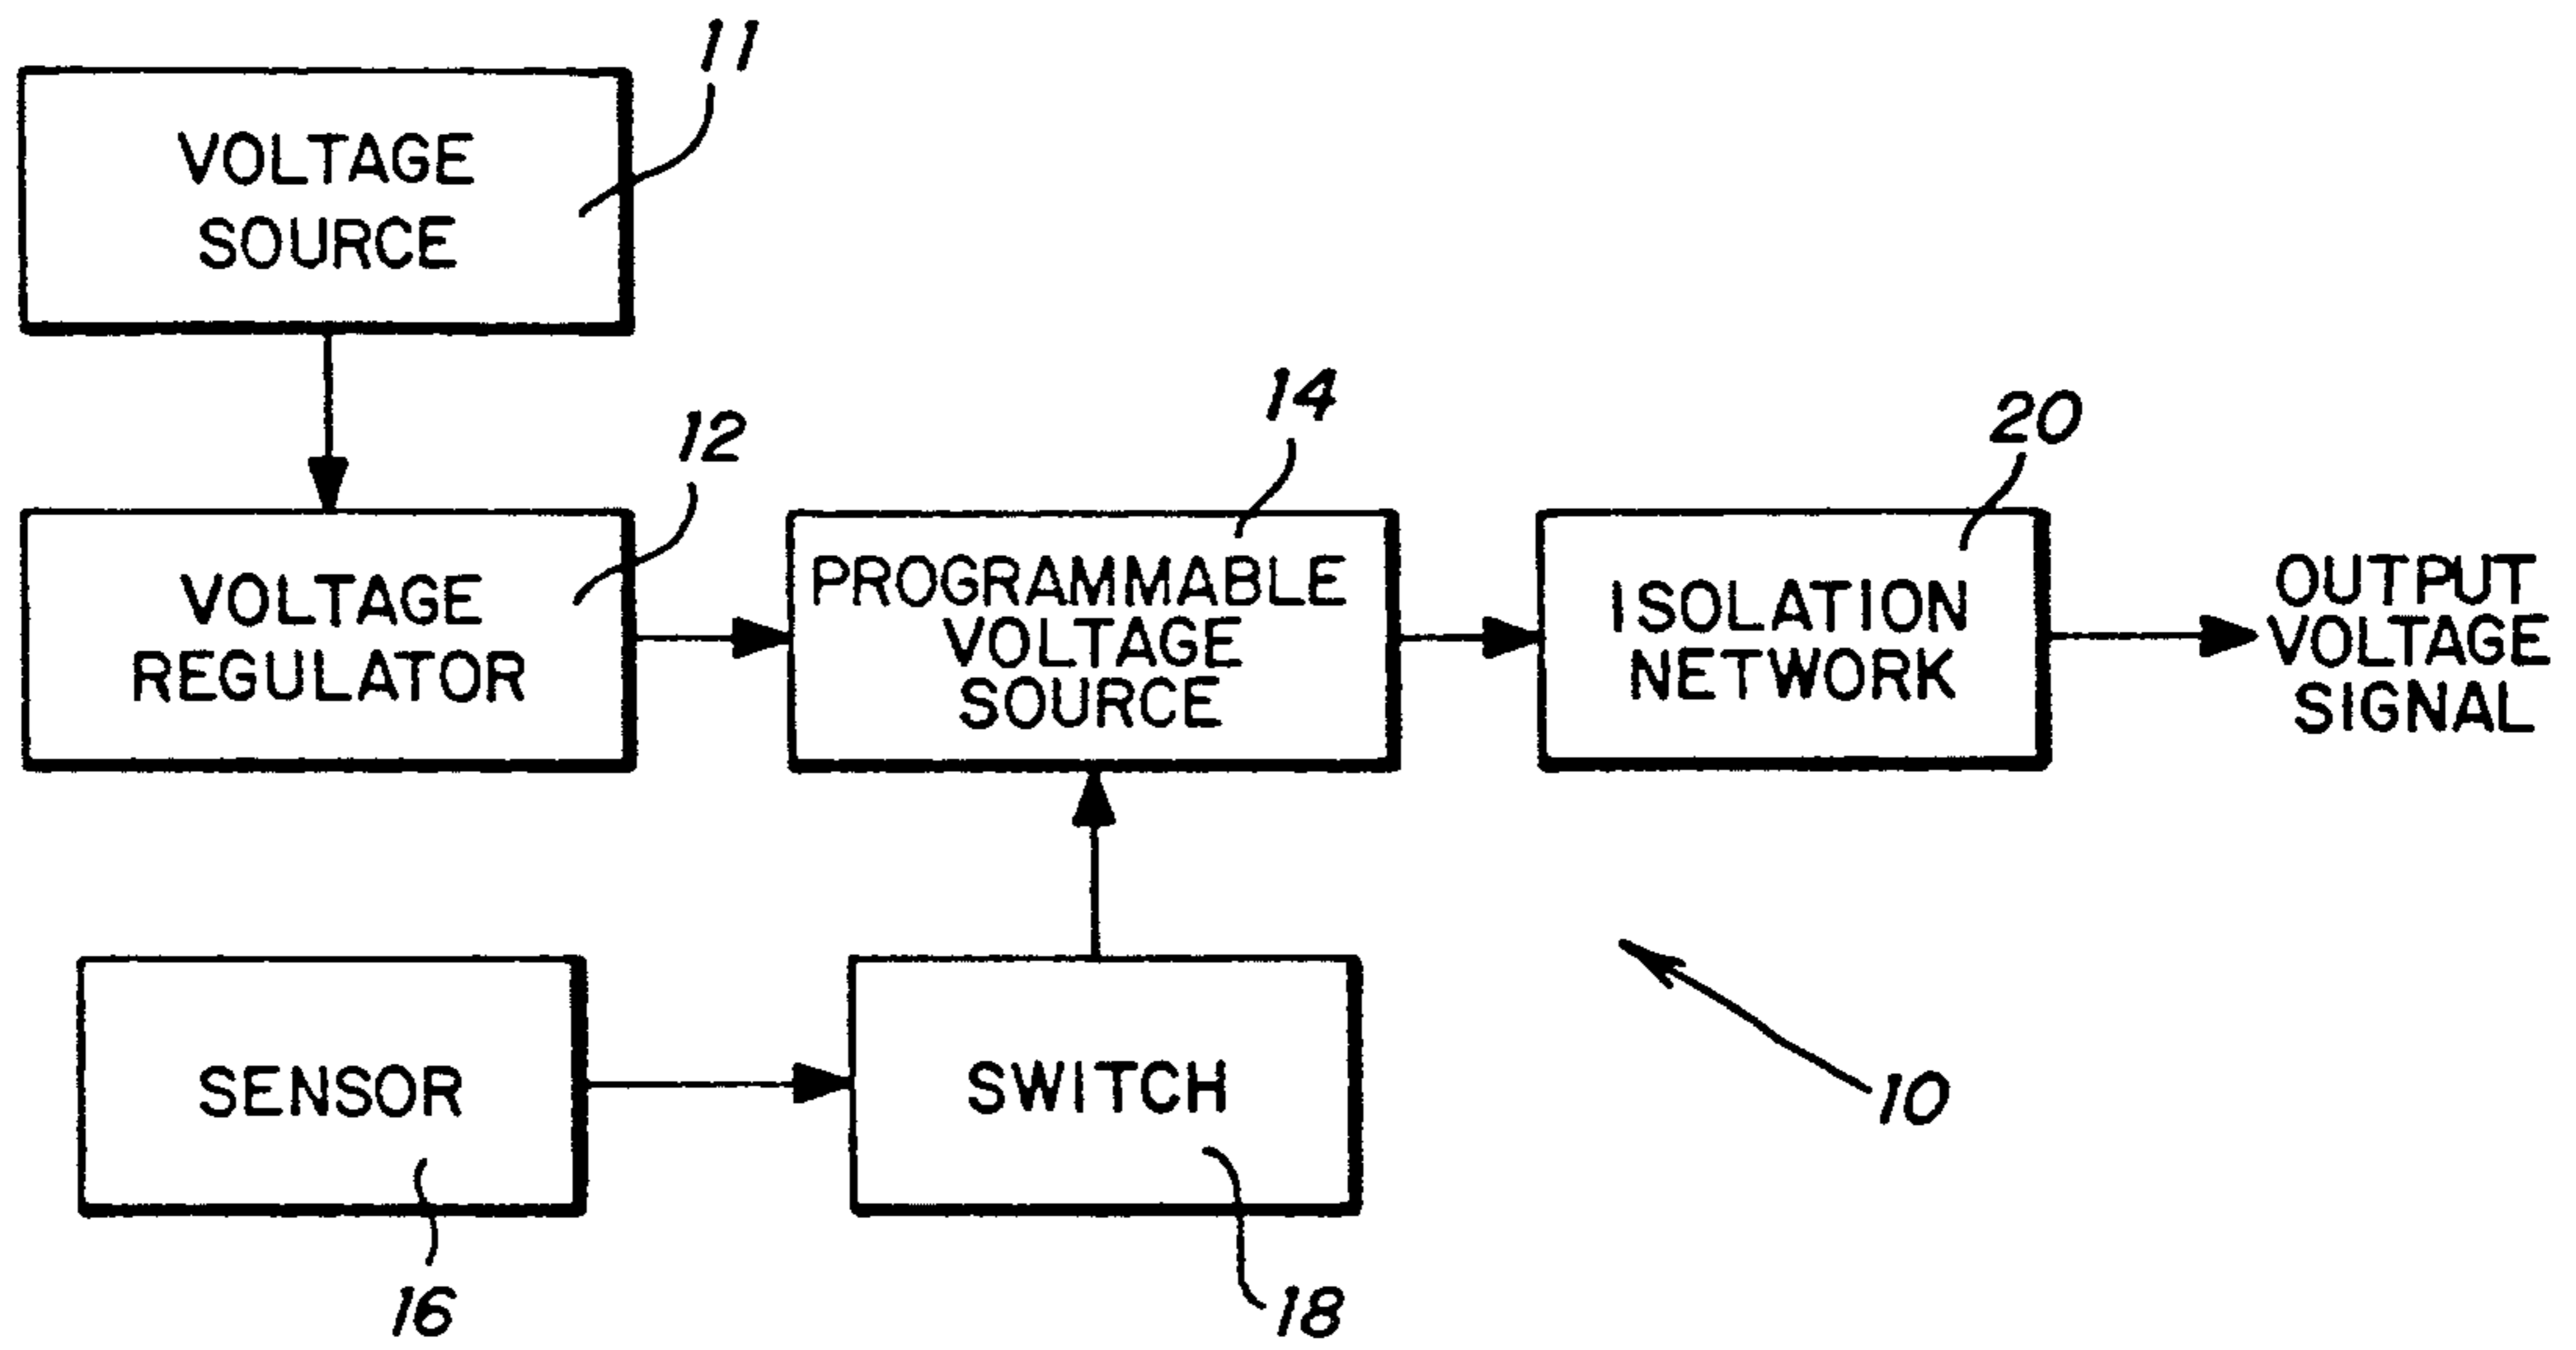 11
VOLTAGE
SOURCE
12
VOLTAGE
REGULATOR
14
PROGRAMMABLE
VOLTAGE
SOURCE
20
ISOLATION
NETWORK
OUTPUT
VOLTAGE
SIGNAL
SENSOR
16
SWITCH
18
10